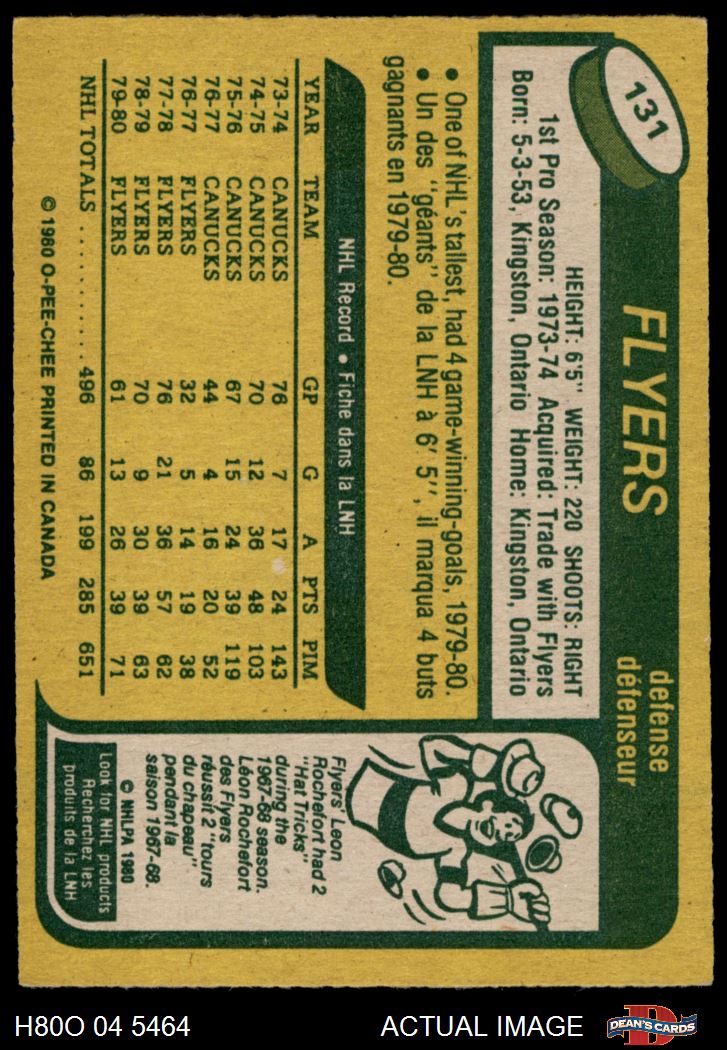 131
FLYERS
defense
défenseur
HEIGHT: 6'5" WEIGHT: 220 SHOOTS: RIGHT
1st Pro Season: 1973-74 Acquired: Trade with Flyers
Born: 5-3-53, Kingston, Ontario Home: Kingston, Ontario
• One of NHL's tallest, had 4 game-winning-goals, 1979-80.
• Un des "géants" de la LNH à 6' 5", il marqua 4 buts
gagnants en 1979-80.
NHL Record • Fiche dans la LNH
YEAR TEAM GP G A PTS PIM
73-74 CANUCKS 76 7 17 24 143
74-75 CANUCKS 70 12 36 48 103
75-76 CANUCKS 67 15 24 39 119
76-77 CANUCKS 44 4 16 20 52
76-77 FLYERS 32 5 14 19 38
77-78 FLYERS 76 21 36 57 62
78-79 FLYERS 70 9 30 39 63
79-80 FLYERS 61 13 26 39 71
NHL TOTALS .......... 496 86 199 285 651
© 1980 O-PEE-CHEE PRINTED IN CANADA
Flyers' Leon
Rochefort had 2
"Hat Tricks"
during the
1967-68 season.
Léon Rochefort
des Flyers
réussit 2 "tours
du chapeau"
pendant la
saison 1967-68.
© NHLPA 1980
Look for NHL products
Recherchez les
produits de la LNH
H80O 04 5464
ACTUAL IMAGE
D
DEAN'S CARDS